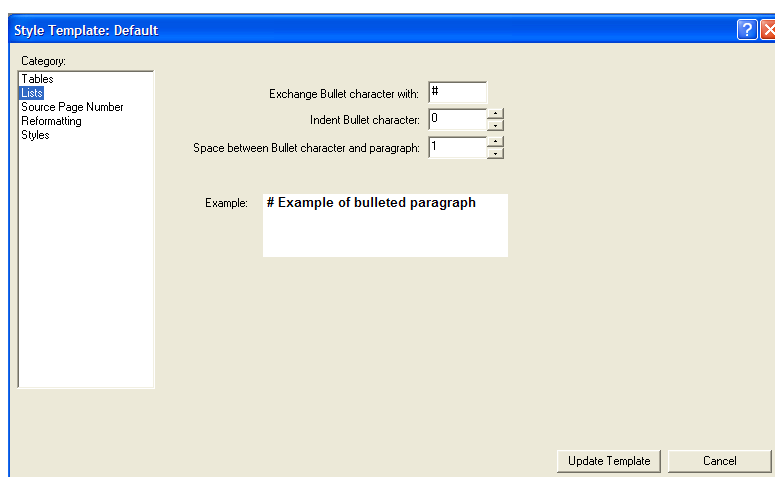 Style Template: Default
?
Category:
Tables
Lists
Source Page Number
Reformatting
Styles
Exchange Bullet character with: #
Indent Bullet character: 0
Space between Bullet character and paragraph: 1
Example: # Example of bulleted paragraph
Update Template Cancel